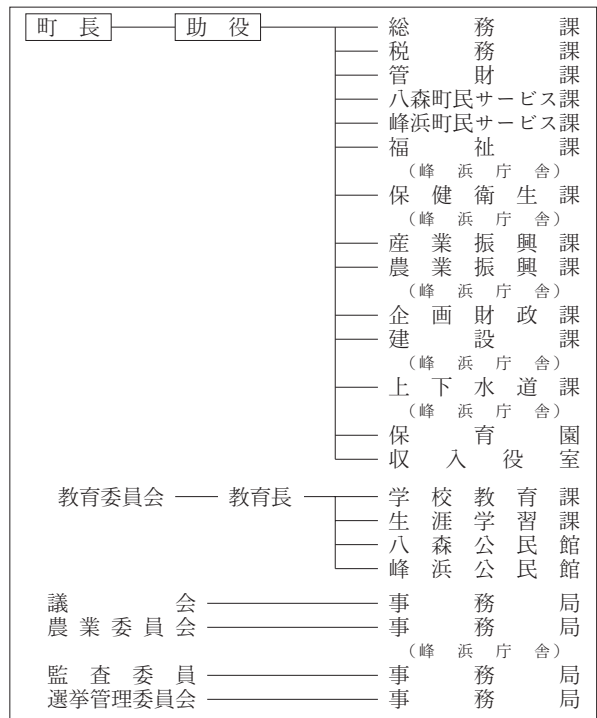 町長 助役 総務課
税務課
管財課
八森町民サービス課
峰浜町民サービス課
福祉課
（峰浜庁舎）
保健衛生課
（峰浜庁舎）
産業振興課
農業振興課
（峰浜庁舎）
企画財政課
建設課
（峰浜庁舎）
上下水道課
（峰浜庁舎）
保育園
収入役室
教育委員会 教育長 学校教育課
生涯学習課
八森公民館
峰浜公民館
議会 事務局
農業委員会 事務局
（峰浜庁舎）
監査委員 事務局
選挙管理委員会 事務局